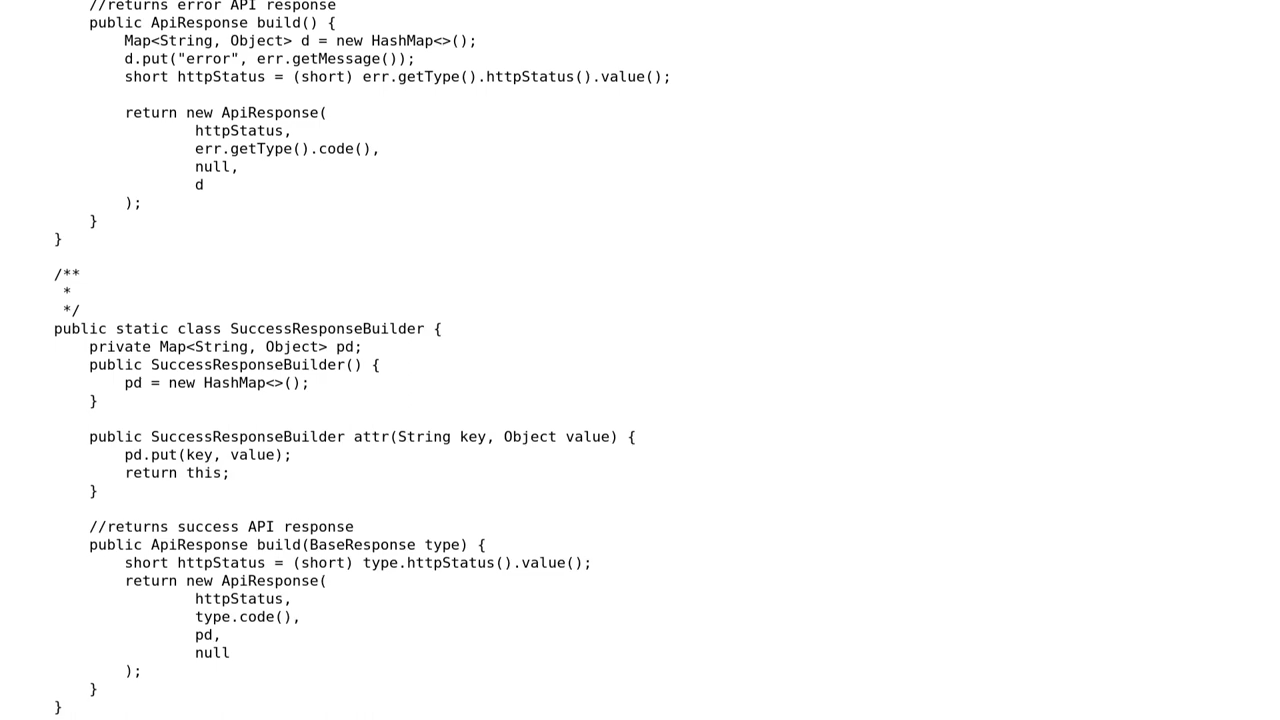 //returns error API response
public ApiResponse build() {
Map<String, Object> d = new HashMap<>();
d.put("error", err.getMessage());
short httpStatus = (short) err.getType().httpStatus().value();
return new ApiResponse(
httpStatus,
err.getType().code(),
null,
d
);
}
}
/**
*
*/
public static class SuccessResponseBuilder {
private Map<String, Object> pd;
public SuccessResponseBuilder() {
pd = new HashMap<>();
}
public SuccessResponseBuilder attr(String key, Object value) {
pd.put(key, value);
return this;
}
//returns success API response
public ApiResponse build(BaseResponse type) {
short httpStatus = (short) type.httpStatus().value();
return new ApiResponse(
httpStatus,
type.code(),
pd,
null
);
}
}